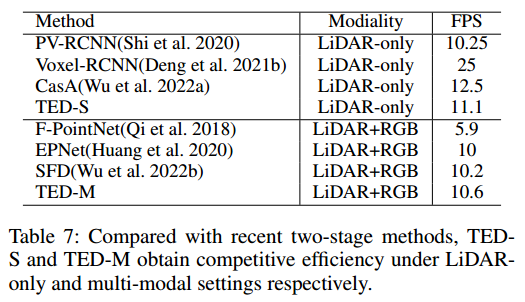 Method Modiality FPS
PV-RCNN(Shi et al. 2020) LiDAR-only 10.25
Voxel-RCNN(Deng et al. 2021b) LiDAR-only 25
CasA(Wu et al. 2022a) LiDAR-only 12.5
TED-S LiDAR-only 11.1
F-PointNet(Qi et al. 2018) LiDAR+RGB 5.9
EPNet(Huang et al. 2020) LiDAR+RGB 10
SFD(Wu et al. 2022b) LiDAR+RGB 10.2
TED-M LiDAR+RGB 10.6
Table 7: Compared with recent two-stage methods, TED-
S and TED-M obtain competitive efficiency under LiDAR-
only and multi-modal settings respectively.